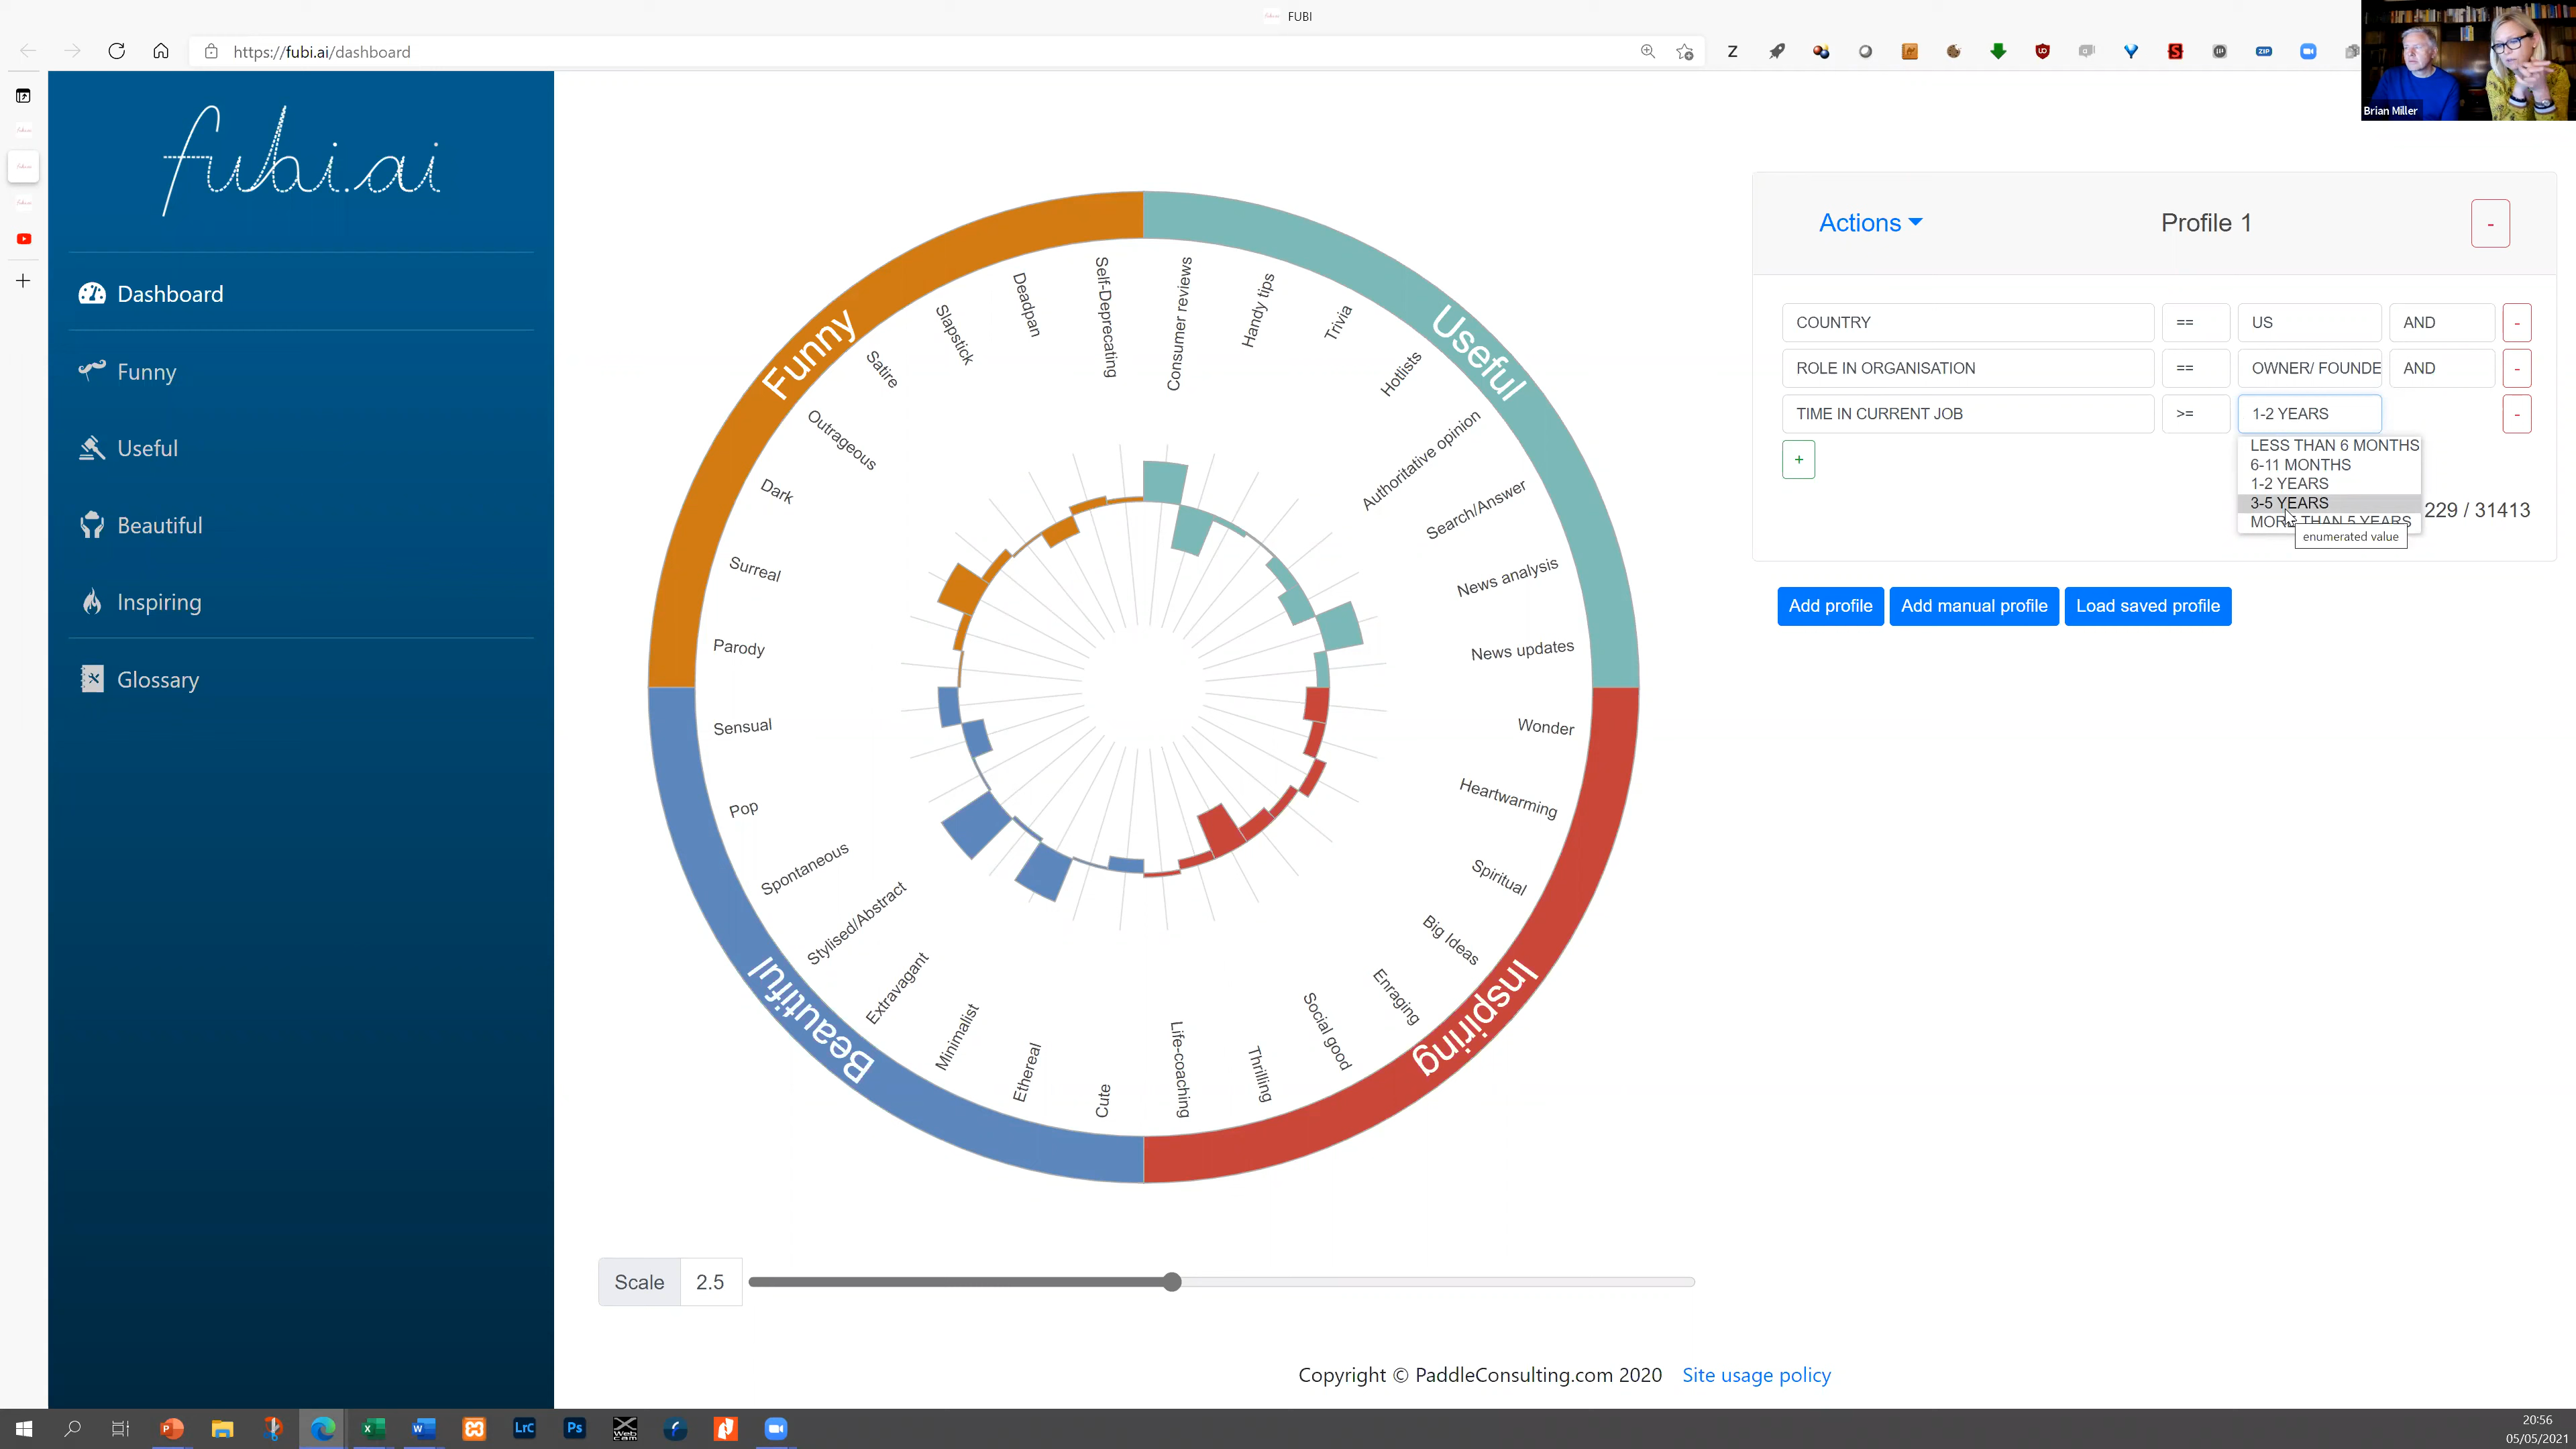 FUBI
https://fubi.ai/dashboard
Brian Miller
fubi.ai
Dashboard
Funny
Useful
Beautiful
Inspiring
Glossary
Funny
Useful
Beautiful
Inspiring
Self-Deprecating
Deadpan
Slapstick
Satire
Outrageous
Dark
Surreal
Parody
Consumer reviews
Handy tips
Trivia
Hotlists
Authoritative opinion
Search/Answer
News analysis
News updates
Wonder
Heartwarming
Spiritual
Big Ideas
Enraging
Social good
Thrilling
Life-coaching
Sensual
Pop
Spontaneous
Stylised/Abstract
Extravagant
Minimalist
Ethereal
Cute
Actions
Profile 1
-
COUNTRY == US AND -
ROLE IN ORGANISATION == OWNER/ FOUNDE AND -
TIME IN CURRENT JOB >= 1-2 YEARS -
+
LESS THAN 6 MONTHS
6-11 MONTHS
1-2 YEARS
3-5 YEARS
MORE THAN 5 YEARS
enumerated value
229 / 31413
Add profile
Add manual profile
Load saved profile
Scale 2.5
Copyright © PaddleConsulting.com 2020 Site usage policy
20:56
05/05/2021